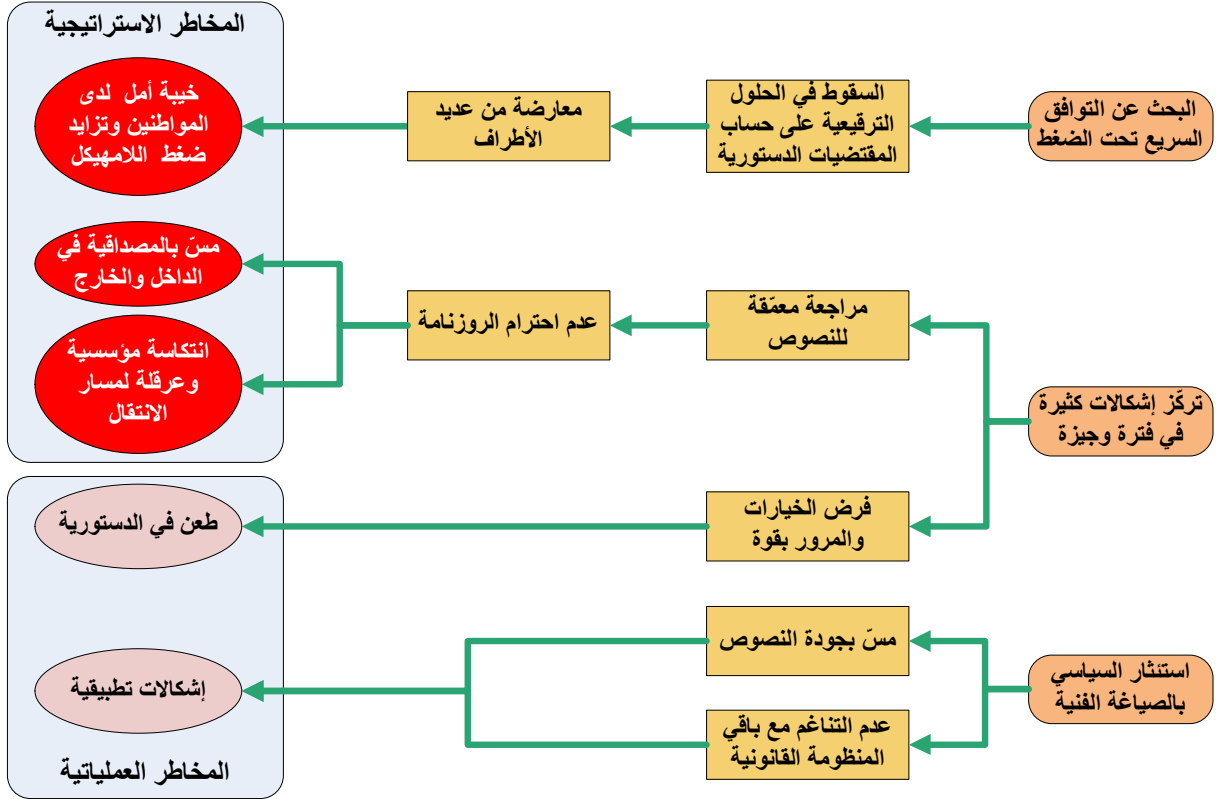 المخاطر الاستراتيجية
البحث عن التوافق
السريع تحت الضغط
السقوط في الحلول
الترقيعية على حساب
المقتضيات الدستورية
معارضة من عديد
الأطراف
خيبة أمل لدى
المواطنين وتزايد
ضغط اللامهيكل
تركّز إشكالات كثيرة
في فترة وجيزة
مراجعة معمّقة
للنصوص
عدم احترام الروزنامة
مسّ بالمصداقية في
الداخل والخارج
انتكاسة مؤسسية
وعرقلة لمسار
الانتقال
فرض الخيارات
والمرور بقوة
طعن في الدستورية
استئثار السياسي
بالصياغة الفنية
مسّ بجودة النصوص
عدم التناغم مع باقي
المنظومة القانونية
إشكالات تطبيقية
المخاطر العملياتية